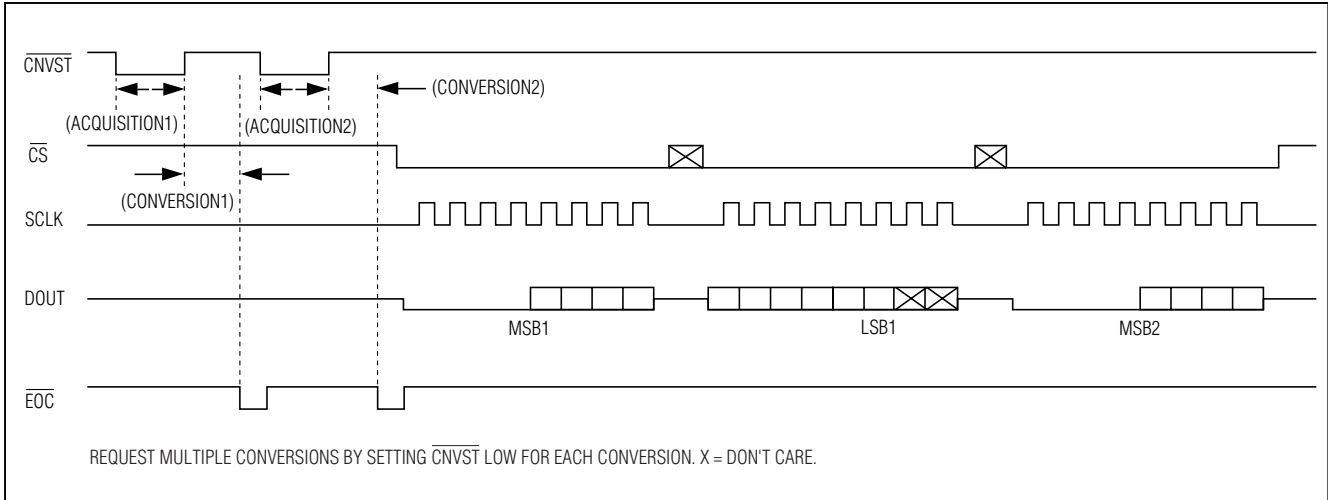 CNVST
(CONVERSION2)
(ACQUISITION1) (ACQUISITION2)
CS
(CONVERSION1)
SCLK
DOUT
MSB1 LSB1 MSB2
EOC
REQUEST MULTIPLE CONVERSIONS BY SETTING CNVST LOW FOR EACH CONVERSION. X = DON'T CARE.